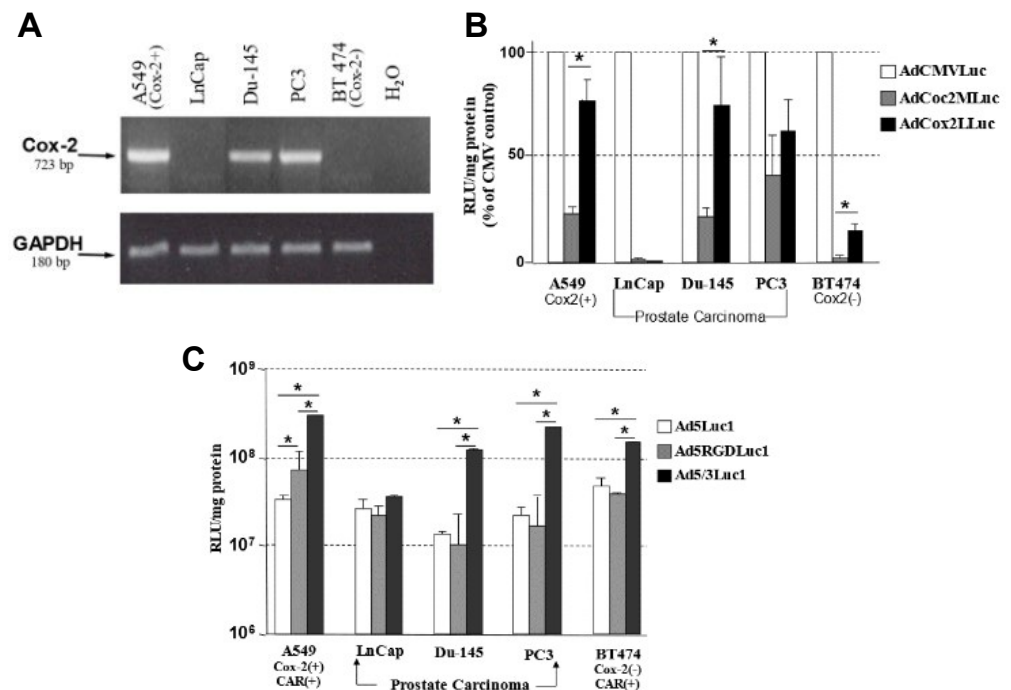 A
A549
(Cox-2+)
LnCap
Du-145
PC3
BT 474
(Cox-2-)
H₂O
Cox-2
723 bp
GAPDH
180 bp
B
RLU/mg protein
(% of CMV control)
100
50
0
*
*
*
AdCMVLuc
AdCoc2MLuc
AdCox2LLuc
A549
Cox2(+)
LnCap
Du-145
PC3
BT474
Cox2(-)
Prostate Carcinoma
C
RLU/mg protein
10⁹
10⁸
10⁷
10⁶
*
*
*
*
*
*
*
*
*
Ad5Luc1
Ad5RGDLuc1
Ad5/3Luc1
A549
Cox-2(+)
CAR(+)
LnCap
Du-145
PC3
BT474
Cox-2(-)
CAR(+)
Prostate Carcinoma